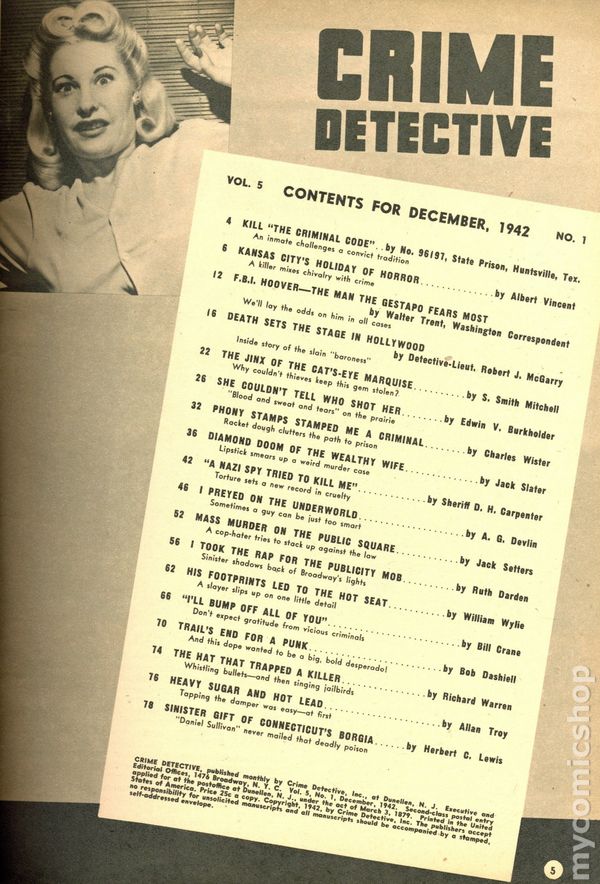 CRIME
DETECTIVE
VOL. 5 CONTENTS FOR DECEMBER, 1942 NO. 1
4 KILL "THE CRIMINAL CODE"..by No. 96197, State Prison, Huntsville, Tex.
An inmate challenges a convict tradition
6 KANSAS CITY'S HOLIDAY OF HORROR..........by Albert Vincent
A killer mixes chivalry with crime
12 F.B.I. HOOVER—THE MAN THE GESTAPO FEARS MOST
by Walter Trent, Washington Correspondent
We'll lay the odds on him in all cases
16 DEATH SETS THE STAGE IN HOLLYWOOD
by Detective-Lieut. Robert J. McGarry
Inside story of the slain "baroness"
22 THE JINX OF THE CAT'S-EYE MARQUISE..........by S. Smith Mitchell
Why couldn't thieves keep this gem stolen?
26 SHE COULDN'T TELL WHO SHOT HER..........by Edwin V. Burkholder
"Blood and sweat and tears" on the prairie
32 PHONY STAMPS STAMPED ME A CRIMINAL..........by Charles Wister
Racket dough clutters the path to prison
36 DIAMOND DOOM OF THE WEALTHY WIFE..........by Jack Slater
Lipstick smears up a weird murder case
42 "A NAZI SPY TRIED TO KILL ME"..........by Sheriff D. H. Carpenter
Torture sets a new record in cruelty
46 I PREYED ON THE UNDERWORLD..........by A. G. Devlin
Sometimes a guy can be just too smart
52 MASS MURDER ON THE PUBLIC SQUARE..........by Jack Setters
A cop-hater tries to stack up against the law
56 I TOOK THE RAP FOR THE PUBLICITY MOB..........by Ruth Darden
Sinister shadows back of Broadway's lights
62 HIS FOOTPRINTS LED TO THE HOT SEAT..........by William Wylie
A slayer slips up on one little detail
66 "I'LL BUMP OFF ALL OF YOU"..........by Bill Crane
Don't expect gratitude from vicious criminals
70 TRAIL'S END FOR A PUNK..........by Bob Dashiell
And this dope wanted to be a big, bold desperado!
74 THE HAT THAT TRAPPED A KILLER..........by Richard Warren
Whistling bullets—and then singing jailbirds
76 HEAVY SUGAR AND HOT LEAD..........by Allan Troy
Tapping the damper was easy—at first
78 SINISTER GIFT OF CONNECTICUT'S BORGIA......by Herbert C. Lewis
"Daniel Sullivan" never mailed that deadly poison
CRIME DETECTIVE, published monthly by Crime Detective, Inc., at Dunellen, N. J. Executive and
Editorial Offices, 1476 Broadway, N. Y. C. Vol. 5, No. 1, December, 1942. Second-class postal entry
applied for at the postoffice at Dunellen, N. J., under the act of March 3, 1879. Printed in the United
States of America. Price 25c a copy. Copyright, 1942, by Crime Detective, Inc. The publishers accept
no responsibility for unsolicited manuscripts and all manuscripts should be accompanied by a stamped,
self-addressed envelope.
5
mycomicshop